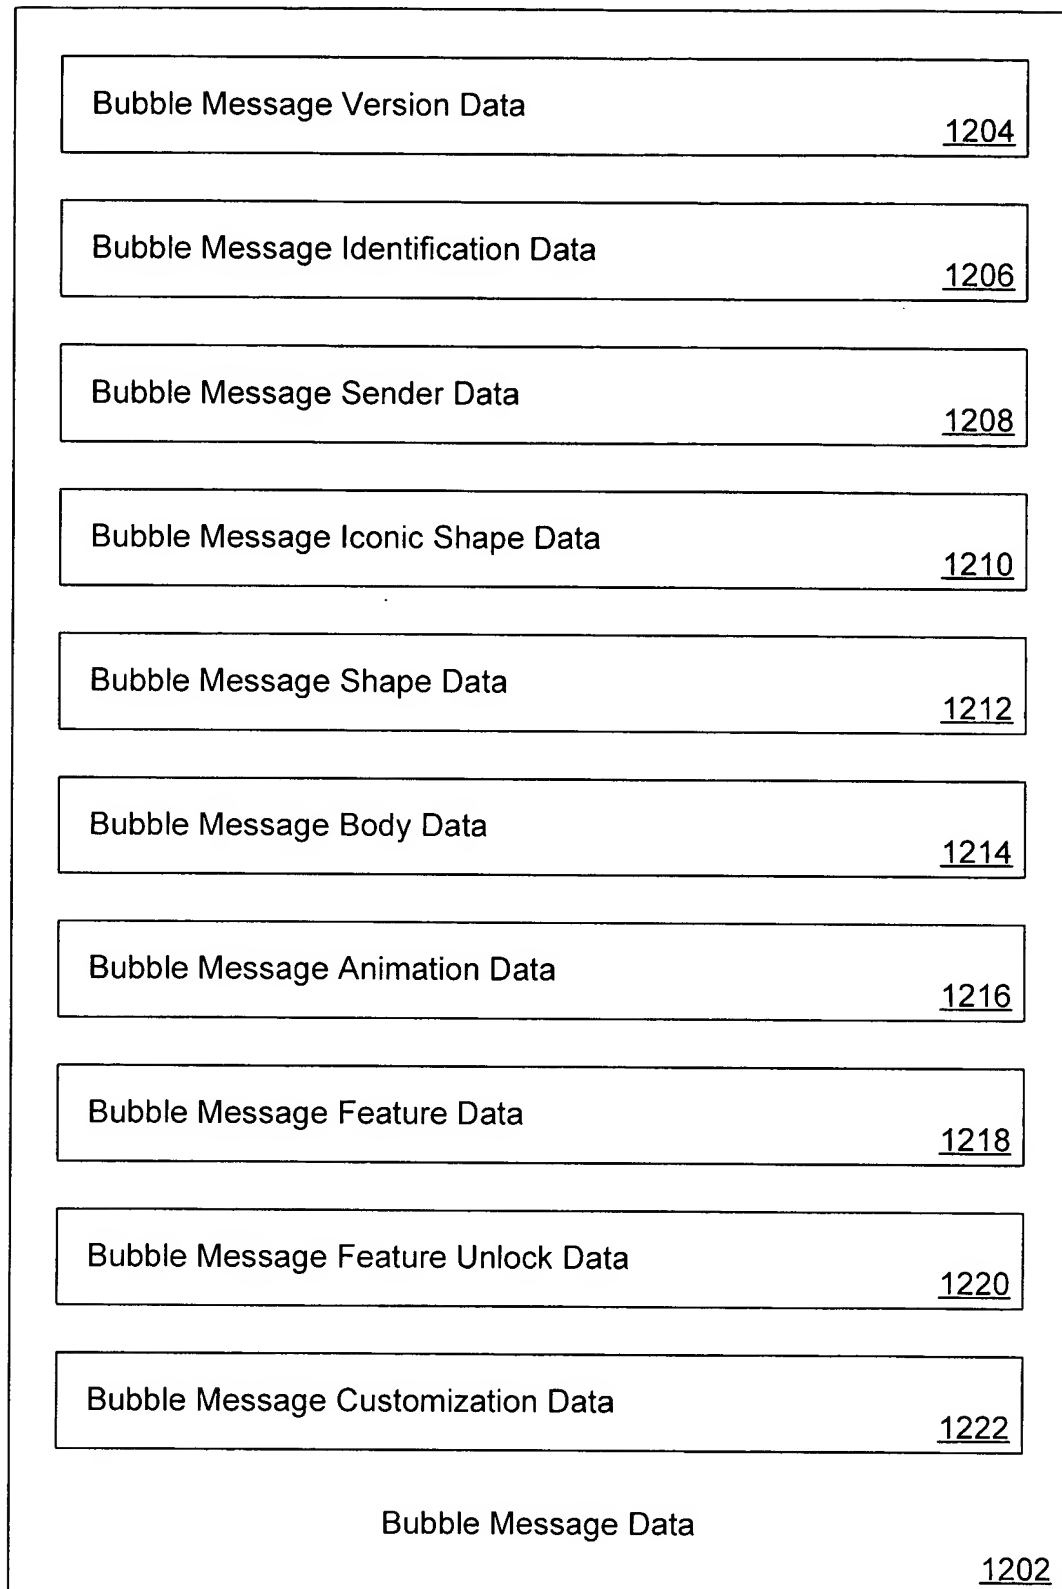 Bubble Message Version Data
1204
Bubble Message Identification Data
1206
Bubble Message Sender Data
1208
Bubble Message Iconic Shape Data
1210
Bubble Message Shape Data
1212
Bubble Message Body Data
1214
Bubble Message Animation Data
1216
Bubble Message Feature Data
1218
Bubble Message Feature Unlock Data
1220
Bubble Message Customization Data
1222
Bubble Message Data
1202